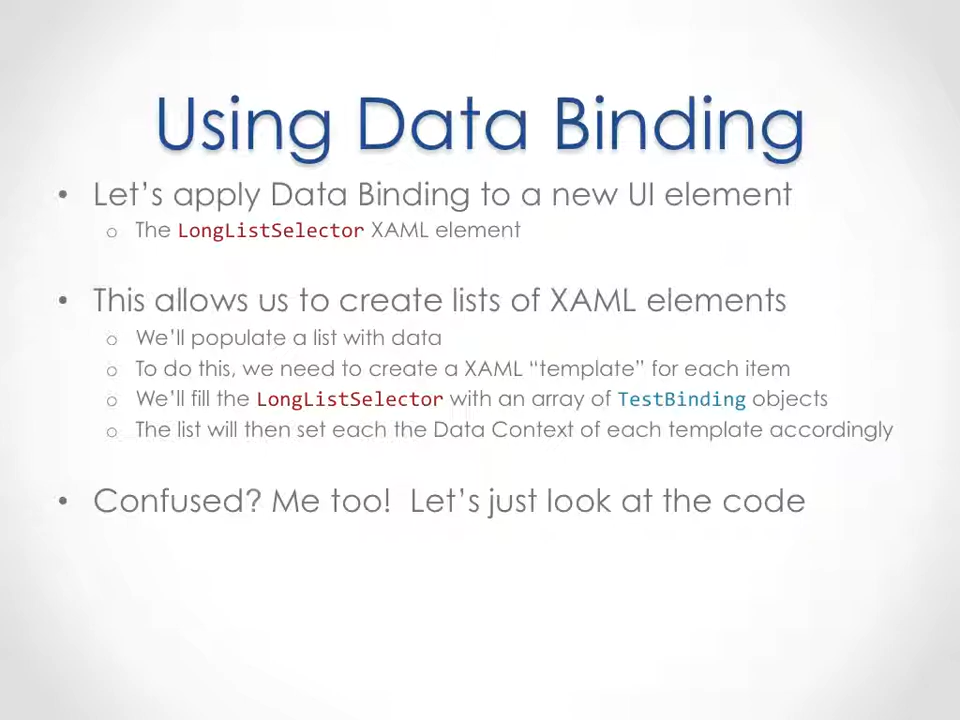 Using Data Binding
• Let’s apply Data Binding to a new UI element
o The LongListSelector XAML element
• This allows us to create lists of XAML elements
o We’ll populate a list with data
o To do this, we need to create a XAML “template” for each item
o We’ll fill the LongListSelector with an array of TestBinding objects
o The list will then set each the Data Context of each template accordingly
• Confused? Me too! Let’s just look at the code